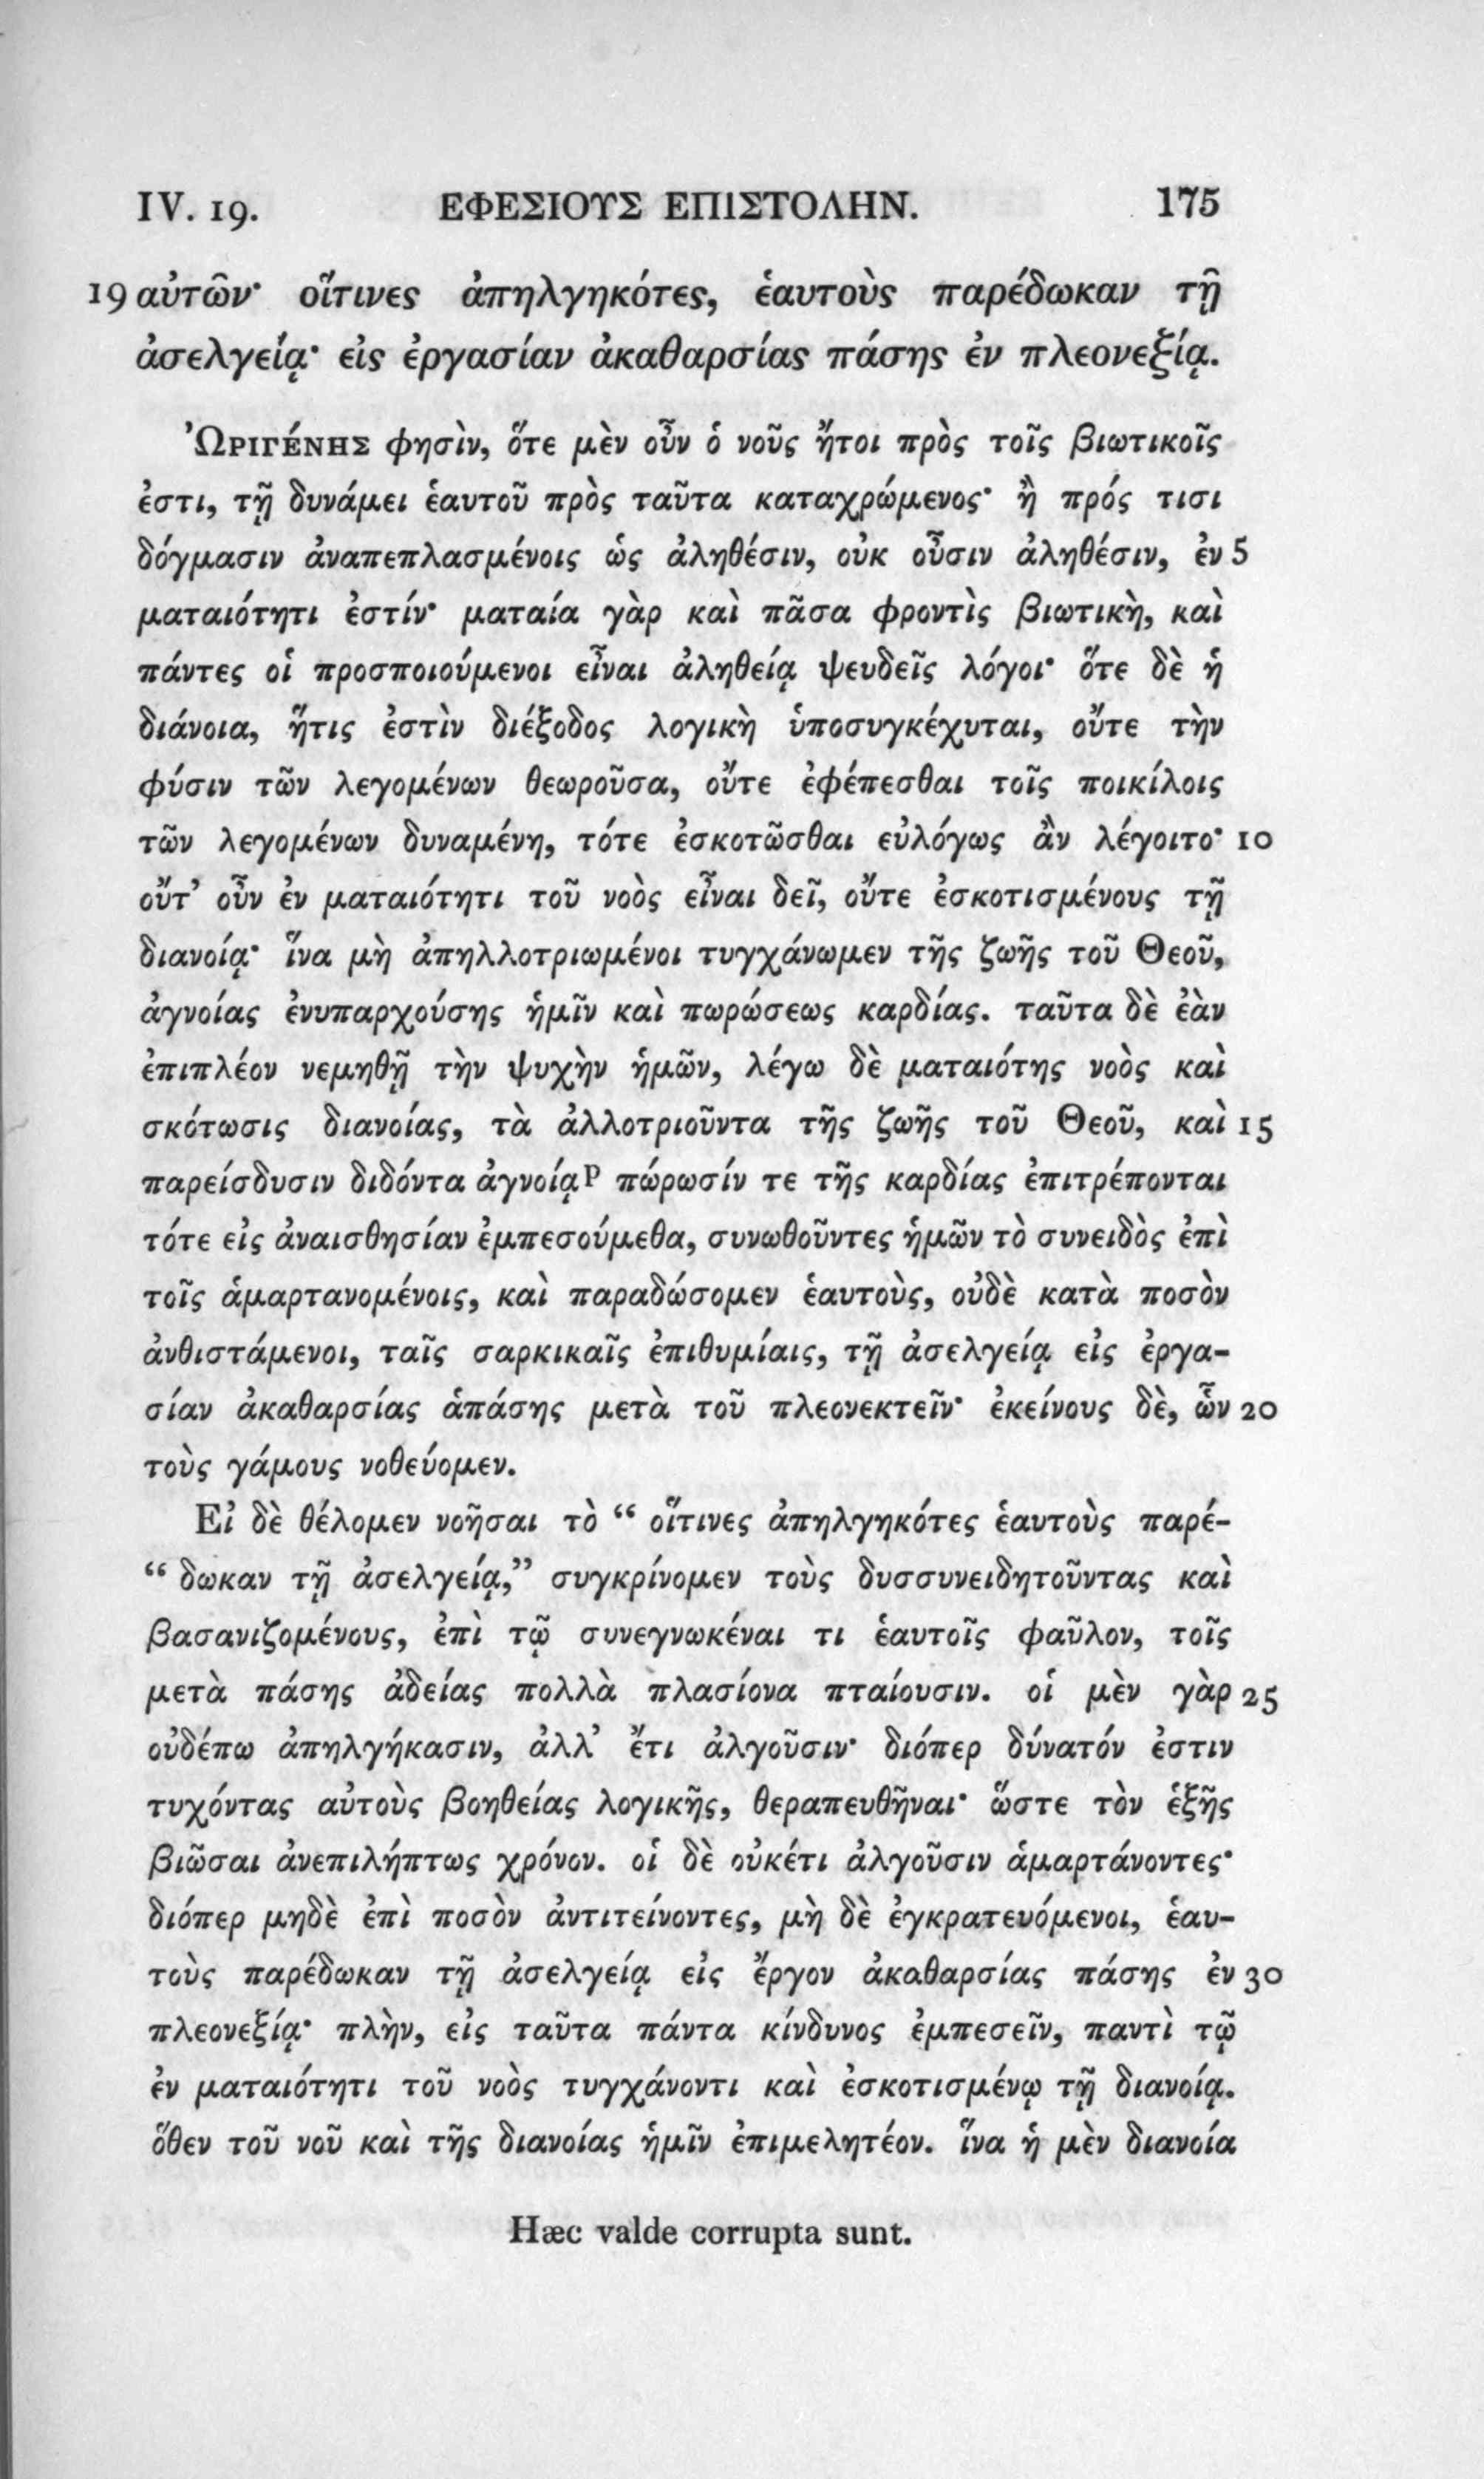 IV. 19. ΕΦΕΣΙΟΥΣ ΕΠΙΣΤΟΛΗΝ. 175
19 αὐτῶν· οἵτινες ἀπηλγηκότες, ἑαυτοὺς παρέδωκαν τῇ
ἀσελγείᾳ· εἰς ἐργασίαν ἀκαθαρσίας πάσης ἐν πλεονεξίᾳ.
Ὠριγένης φησὶν, ὅτε μὲν οὖν ὁ νοῦς ἤτοι πρὸς τοῖς βιωτικοῖς
ἐστι, τῇ δυνάμει ἑαυτοῦ πρὸς ταῦτα καταχρώμενος· ἢ πρός τισι
δόγμασιν ἀναπεπλασμένοις ὡς ἀληθέσιν, οὐκ οὖσιν ἀληθέσιν, ἐν 5
ματαιότητι ἐστίν· ματαία γὰρ καὶ πᾶσα φροντὶς βιωτικὴ, καὶ
πάντες οἱ προσποιούμενοι εἶναι ἀληθείᾳ ψευδεῖς λόγοι· ὅτε δὲ ἡ
διάνοια, ἥτις ἐστὶν διέξοδος λογικὴ ὑποσυγκέχυται, οὔτε τὴν
φύσιν τῶν λεγομένων θεωροῦσα, οὔτε ἐφέπεσθαι τοῖς ποικίλοις
τῶν λεγομένων δυναμένη, τότε ἐσκοτῶσθαι εὐλόγως ἂν λέγοιτο· 10
οὔτ’ οὖν ἐν ματαιότητι τοῦ νοὸς εἶναι δεῖ, οὔτε ἐσκοτισμένους τῇ
διανοίᾳ· ἵνα μὴ ἀπηλλοτριωμένοι τυγχάνωμεν τῆς ζωῆς τοῦ Θεοῦ,
ἀγνοίας ἐνυπαρχούσης ἡμῖν καὶ πωρώσεως καρδίας. ταῦτα δὲ ἐὰν
ἐπιπλέον νεμηθῇ τὴν ψυχὴν ἡμῶν, λέγω δὲ ματαιότης νοὸς καὶ
σκότωσις διανοίας, τὰ ἀλλοτριοῦντα τῆς ζωῆς τοῦ Θεοῦ, καὶ 15
παρείσδυσιν διδόντα ἀγνοίᾳ p πώρωσίν τε τῆς καρδίας ἐπιτρέπονται
τότε εἰς ἀναισθησίαν ἐμπεσούμεθα, συνωθοῦντες ἡμῶν τὸ συνειδὸς ἐπὶ
τοῖς ἁμαρτανομένοις, καὶ παραδώσομεν ἑαυτοὺς, οὐδὲ κατὰ ποσὸν
ἀνθιστάμενοι, ταῖς σαρκικαῖς ἐπιθυμίαις, τῇ ἀσελγείᾳ εἰς ἐργα-
σίαν ἀκαθαρσίας ἁπάσης μετὰ τοῦ πλεονεκτεῖν· ἐκείνους δὲ, ὧν 20
τοὺς γάμους νοθεύομεν.
Εἰ δὲ θέλομεν νοῆσαι τὸ “ οἵτινες ἀπηλγηκότες ἑαυτοὺς παρέ-
“ δωκαν τῇ ἀσελγείᾳ,” συγκρίνομεν τοὺς δυσσυνειδητοῦντας καὶ
βασανιζομένους, ἐπὶ τῷ συνεγνωκέναι τι ἑαυτοῖς φαῦλον, τοῖς
μετὰ πάσης ἀδείας πολλὰ πλασίονα πταίουσιν. οἱ μὲν γὰρ 25
οὐδέπω ἀπηλγήκασιν, ἀλλ’ ἔτι ἀλγοῦσιν· διόπερ δύνατόν ἐστιν
τυχόντας αὐτοὺς βοηθείας λογικῆς, θεραπευθῆναι· ὥστε τὸν ἑξῆς
βιῶσαι ἀνεπιλήπτως χρόνον. οἱ δὲ οὐκέτι ἀλγοῦσιν ἁμαρτάνοντες·
διόπερ μηδὲ ἐπὶ ποσὸν ἀντιτείνοντες, μὴ δὲ ἐγκρατευόμενοι, ἑαυ-
τοὺς παρέδωκαν τῇ ἀσελγείᾳ εἰς ἔργον ἀκαθαρσίας πάσης ἐν 30
πλεονεξίᾳ· πλὴν, εἰς ταῦτα πάντα κίνδυνος ἐμπεσεῖν, παντὶ τῷ
ἐν ματαιότητι τοῦ νοὸς τυγχάνοντι καὶ ἐσκοτισμένῳ τῇ διανοίᾳ.
ὅθεν τοῦ νοῦ καὶ τῆς διανοίας ἡμῖν ἐπιμελητέον. ἵνα ἡ μὲν διανοία
Hæc valde corrupta sunt.